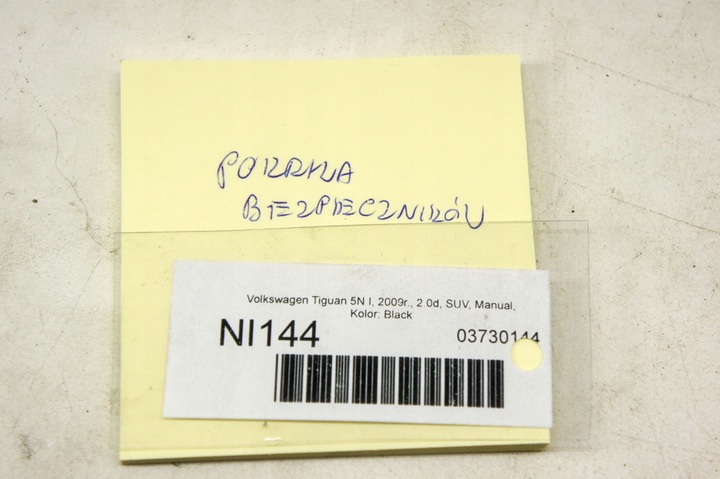 POKRYWA
BEZPIECZNIKÓW
Volkswagen Tiguan 5N I, 2009r., 2.0d, SUV, Manual,
Kolor: Black
NI144
03730144